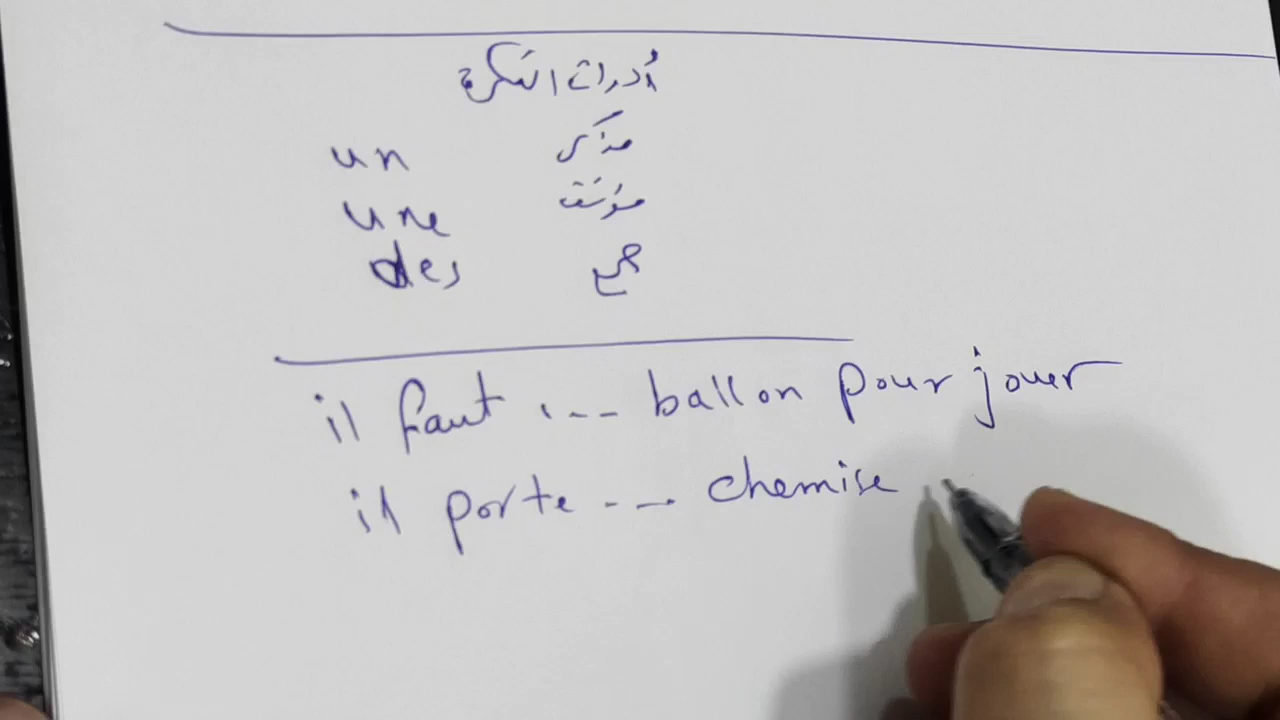 أدوات النكرة
un مذكر
une مؤنث
des جمع
il faut ... ballon pour jouer
il porte ... chemise